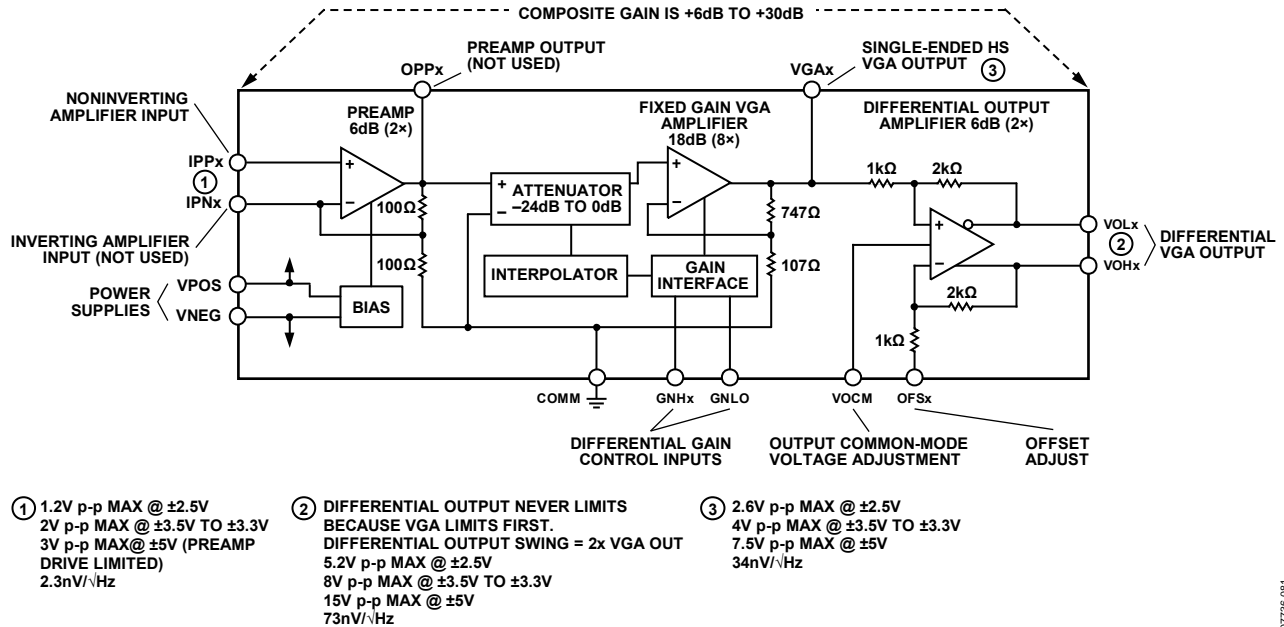 COMPOSITE GAIN IS +6dB TO +30dB
PREAMP OUTPUT
(NOT USED)
OPPx
VGAx
SINGLE-ENDED HS
VGA OUTPUT
3
NONINVERTING
AMPLIFIER INPUT
PREAMP
6dB (2×)
FIXED GAIN VGA
AMPLIFIER
18dB (8×)
DIFFERENTIAL OUTPUT
AMPLIFIER 6dB (2×)
IPPx
1
IPNx
+
–
100Ω
100Ω
+
–
ATTENUATOR
–24dB TO 0dB
+
–
747Ω
107Ω
1kΩ
2kΩ
+
–
2kΩ
1kΩ
VOLx
2
VOHx
DIFFERENTIAL
VGA OUTPUT
INVERTING AMPLIFIER
INPUT (NOT USED)
INTERPOLATOR
GAIN
INTERFACE
POWER
SUPPLIES
VPOS
VNEG
BIAS
COMM
GNHx
GNLO
VOCM
OFSx
DIFFERENTIAL GAIN
CONTROL INPUTS
OUTPUT COMMON-MODE
VOLTAGE ADJUSTMENT
OFFSET
ADJUST
1 1.2V p-p MAX @ ±2.5V
2V p-p MAX @ ±3.5V TO ±3.3V
3V p-p MAX@ ±5V (PREAMP
DRIVE LIMITED)
2.3nV/√Hz
2 DIFFERENTIAL OUTPUT NEVER LIMITS
BECAUSE VGA LIMITS FIRST.
DIFFERENTIAL OUTPUT SWING = 2x VGA OUT
5.2V p-p MAX @ ±2.5V
8V p-p MAX @ ±3.5V TO ±3.3V
15V p-p MAX @ ±5V
73nV/√Hz
3 2.6V p-p MAX @ ±2.5V
4V p-p MAX @ ±3.5V TO ±3.3V
7.5V p-p MAX @ ±5V
34nV/√Hz
07736-081